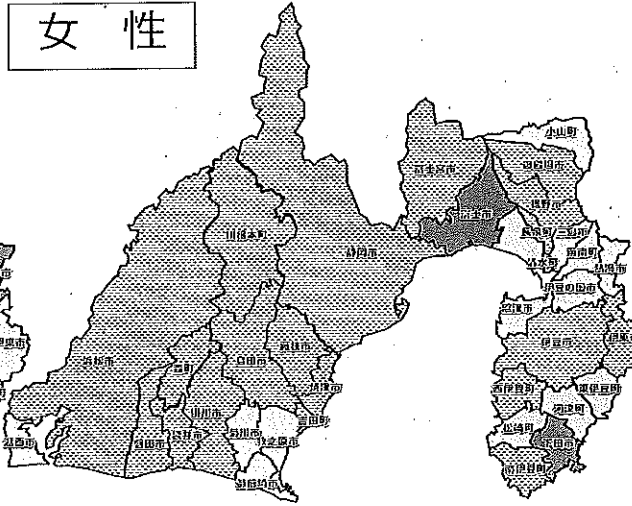 女 性
小山町
御殿場市
富士宮市
裾野市
富士市
長泉町
三島市
清水町
函南町
熱海市
伊豆の国市
沼津市
伊豆市
伊東市
西伊豆町
東伊豆町
河津町
松崎町
下田市
南伊豆町
川根本町
静岡市
浜松市
島田市
藤枝市
焼津市
森町
吉田町
掛川市
菊川市
牧之原市
袋井市
磐田市
湖西市
御前崎市
市